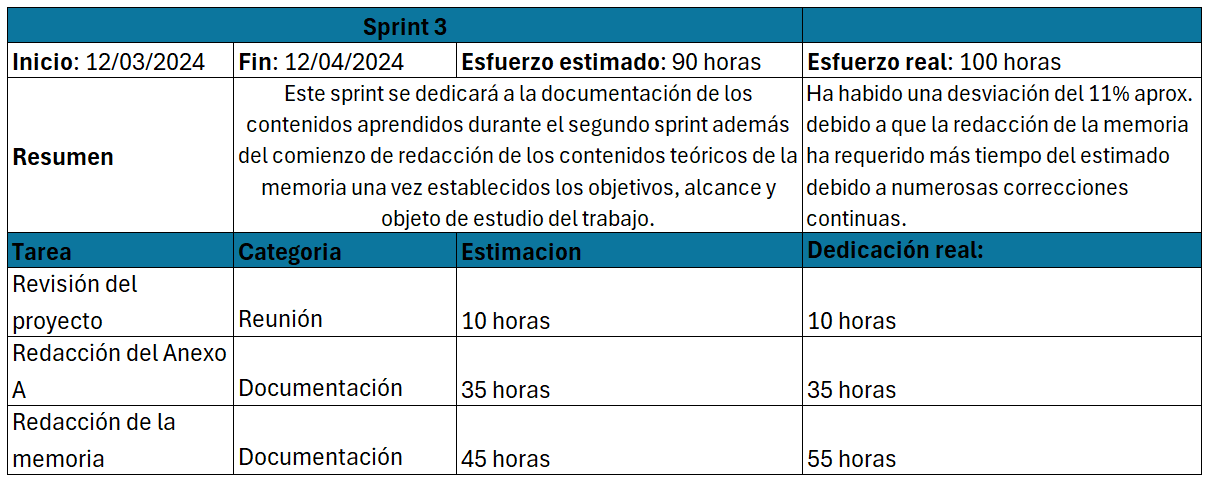 Sprint 3
Inicio: 12/03/2024 Fin: 12/04/2024 Esfuerzo estimado: 90 horas Esfuerzo real: 100 horas
Resumen
Este sprint se dedicará a la documentación de los
contenidos aprendidos durante el segundo sprint además
del comienzo de redacción de los contenidos teóricos de la
memoria una vez establecidos los objetivos, alcance y
objeto de estudio del trabajo.
Ha habido una desviación del 11% aprox.
debido a que la redacción de la memoria
ha requerido más tiempo del estimado
debido a numerosas correcciones
continuas.
Tarea Categoria Estimacion Dedicación real:
Revisión del
proyecto Reunión 10 horas 10 horas
Redacción del Anexo
A Documentación 35 horas 35 horas
Redacción de la
memoria Documentación 45 horas 55 horas